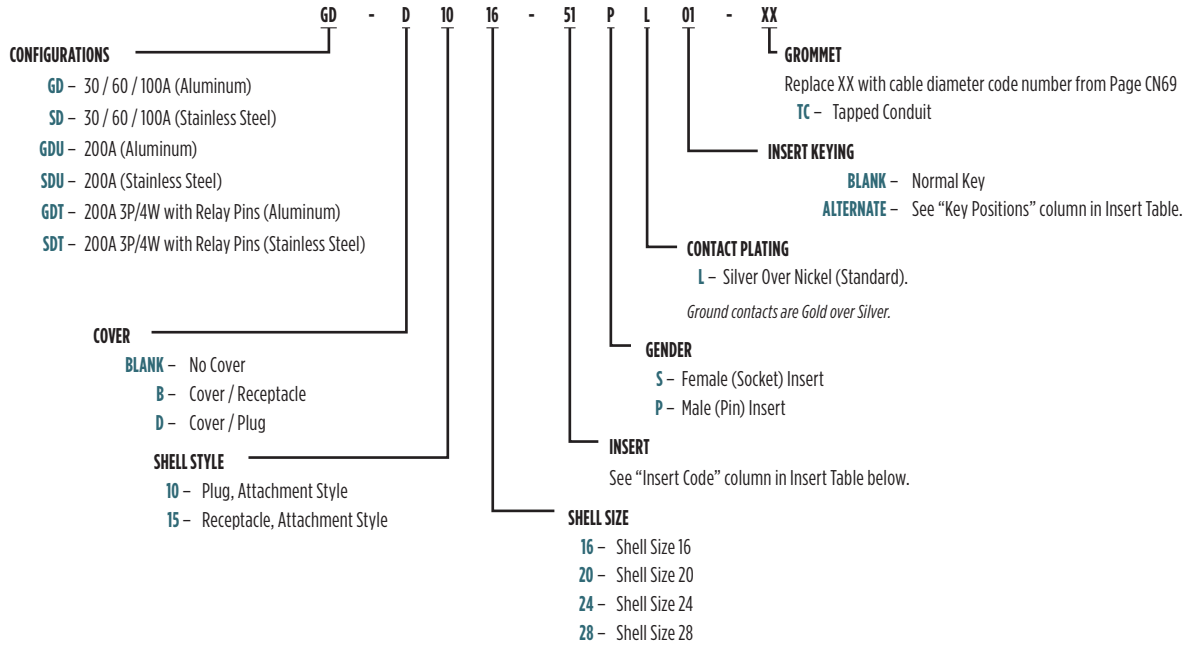 GD - D 10 16 - 51 P L 01 - XX
CONFIGURATIONS
GD – 30 / 60 / 100A (Aluminum)
SD – 30 / 60 / 100A (Stainless Steel)
GDU – 200A (Aluminum)
SDU – 200A (Stainless Steel)
GDT – 200A 3P/4W with Relay Pins (Aluminum)
SDT – 200A 3P/4W with Relay Pins (Stainless Steel)
COVER
BLANK – No Cover
B – Cover / Receptacle
D – Cover / Plug
SHELL STYLE
10 – Plug, Attachment Style
15 – Receptacle, Attachment Style
GROMMET
Replace XX with cable diameter code number from Page CN69
TC – Tapped Conduit
INSERT KEYING
BLANK – Normal Key
ALTERNATE – See “Key Positions” column in Insert Table.
CONTACT PLATING
L – Silver Over Nickel (Standard).
Ground contacts are Gold over Silver.
GENDER
S – Female (Socket) Insert
P – Male (Pin) Insert
INSERT
See “Insert Code” column in Insert Table below.
SHELL SIZE
16 – Shell Size 16
20 – Shell Size 20
24 – Shell Size 24
28 – Shell Size 28